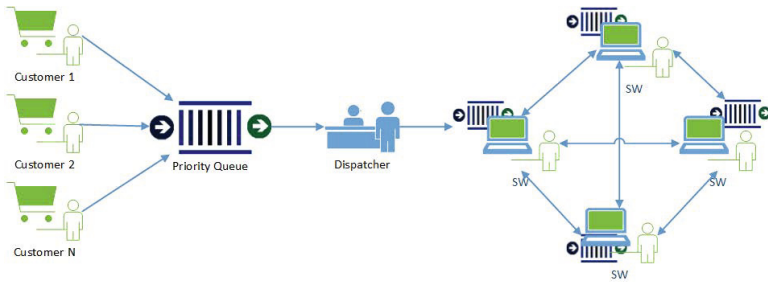 Customer 1
Customer 2
Customer N
Priority Queue
Dispatcher
SW
SW
SW
SW